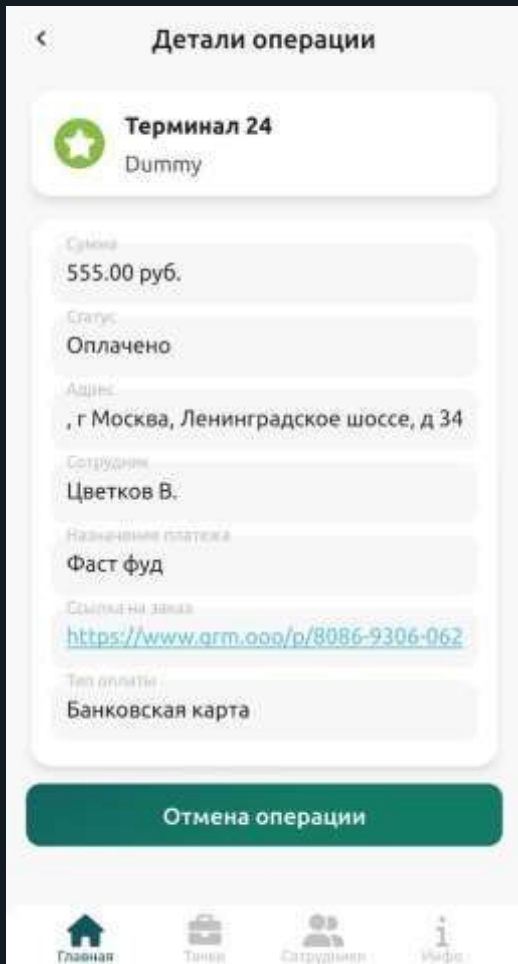 Детали операции
Терминал 24
Dummy
Сумма
555.00 руб.
Статус
Оплачено
Адрес
, г Москва, Ленинградское шоссе, д 34
Сотрудник
Цветков В.
Назначение платежа
Фаст фуд
Ссылка на заказ
https://www.qrm.ooo/p/8086-9306-062
Тип оплаты
Банковская карта
Отмена операции
Главная
Точки
Сотрудники
Инфо